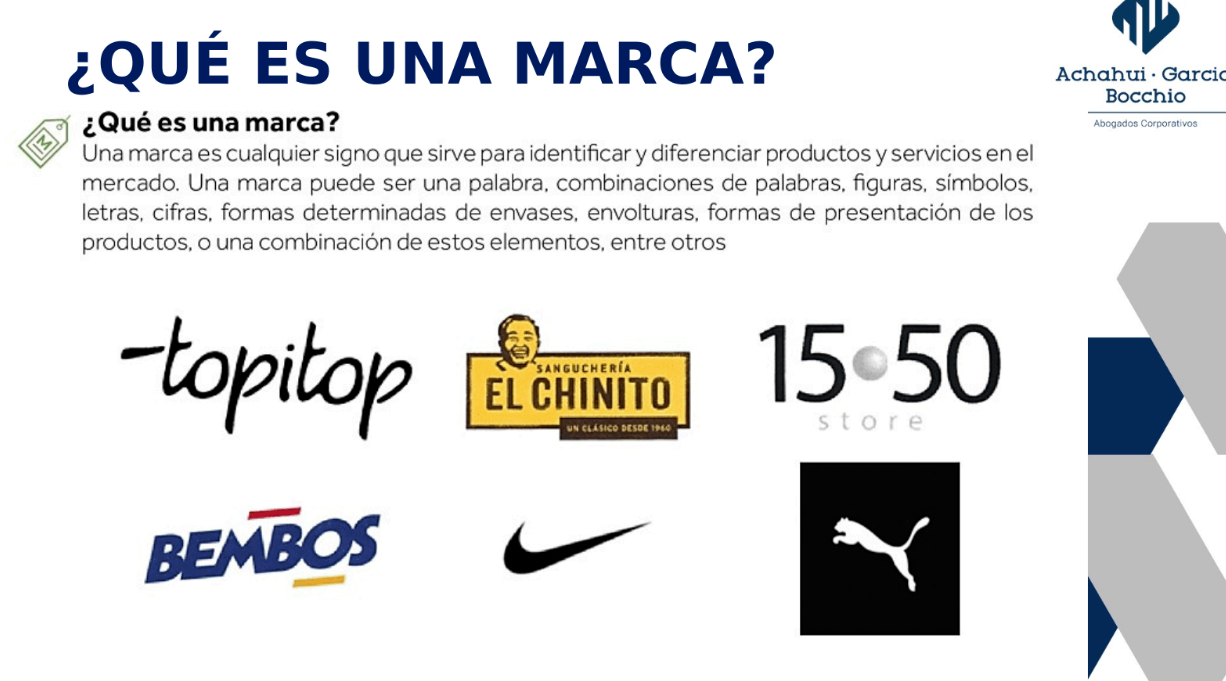 ¿QUÉ ES UNA MARCA?
Achahui · Garcia
Bocchio
Abogados Corporativos
¿Qué es una marca?
Una marca es cualquier signo que sirve para identificar y diferenciar productos y servicios en el
mercado. Una marca puede ser una palabra, combinaciones de palabras, figuras, símbolos,
letras, cifras, formas determinadas de envases, envolturas, formas de presentación de los
productos, o una combinación de estos elementos, entre otros
topitop
SANGUCHERÍA
EL CHINITO
UN CLÁSICO DESDE 1960
15 50
store
BEMBOS